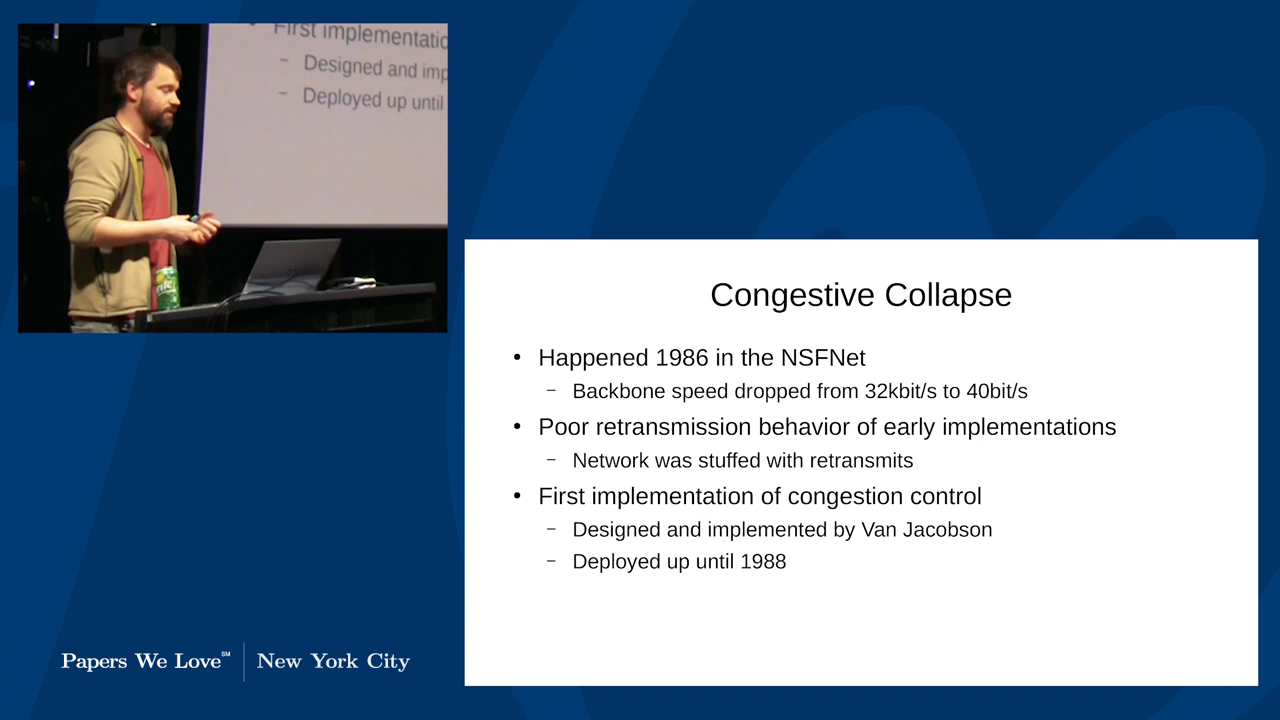 First implementatio
Designed and imp
Deployed up until
Congestive Collapse
• Happened 1986 in the NSFNet
– Backbone speed dropped from 32kbit/s to 40bit/s
• Poor retransmission behavior of early implementations
– Network was stuffed with retransmits
• First implementation of congestion control
– Designed and implemented by Van Jacobson
– Deployed up until 1988
Papers We Love℠ | New York City